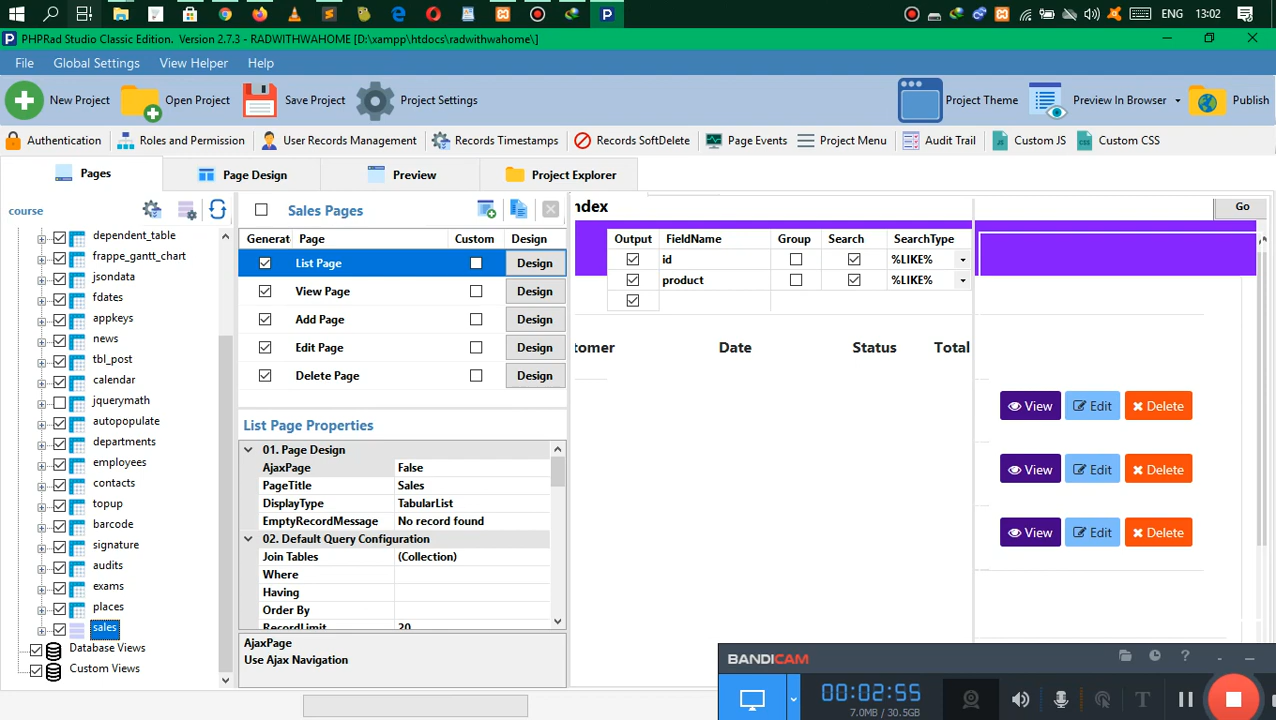 ENG 13:02
PHPRad Studio Classic Edition. Version 2.7.3 - RADWITHWAHOME [D:\xampp\htdocs\radwithwahome\]
File Global Settings View Helper Help
New Project Open Project Save Project Project Settings Project Theme Preview In Browser Publish
Authentication Roles and Permission User Records Management Records Timestamps Records SoftDelete Page Events Project Menu Audit Trail Custom JS Custom CSS
Pages Page Design Preview Project Explorer
course Sales Pages ndex Go
Generat Page Custom Design Output FieldName Group Search SearchType
dependent_table
frappe_gantt_chart
jsondata
fdates
appkeys
news
tbl_post
calendar
jquerymath
autopopulate
departments
employees
contacts
topup
barcode
signature
audits
exams
places
sales
Database Views
Custom Views
List Page Design
View Page Design
Add Page Design
Edit Page Design
Delete Page Design
List Page Properties
01. Page Design
AjaxPage False
PageTitle Sales
DisplayType TabularList
EmptyRecordMessage No record found
02. Default Query Configuration
Join Tables (Collection)
Where
Having
Order By
RecordLimit 20
AjaxPage
Use Ajax Navigation
id %LIKE%
product %LIKE%
tomer Date Status Total
View Edit Delete
View Edit Delete
View Edit Delete
BANDICAM
00:02:55
7.0MB / 30.5GB